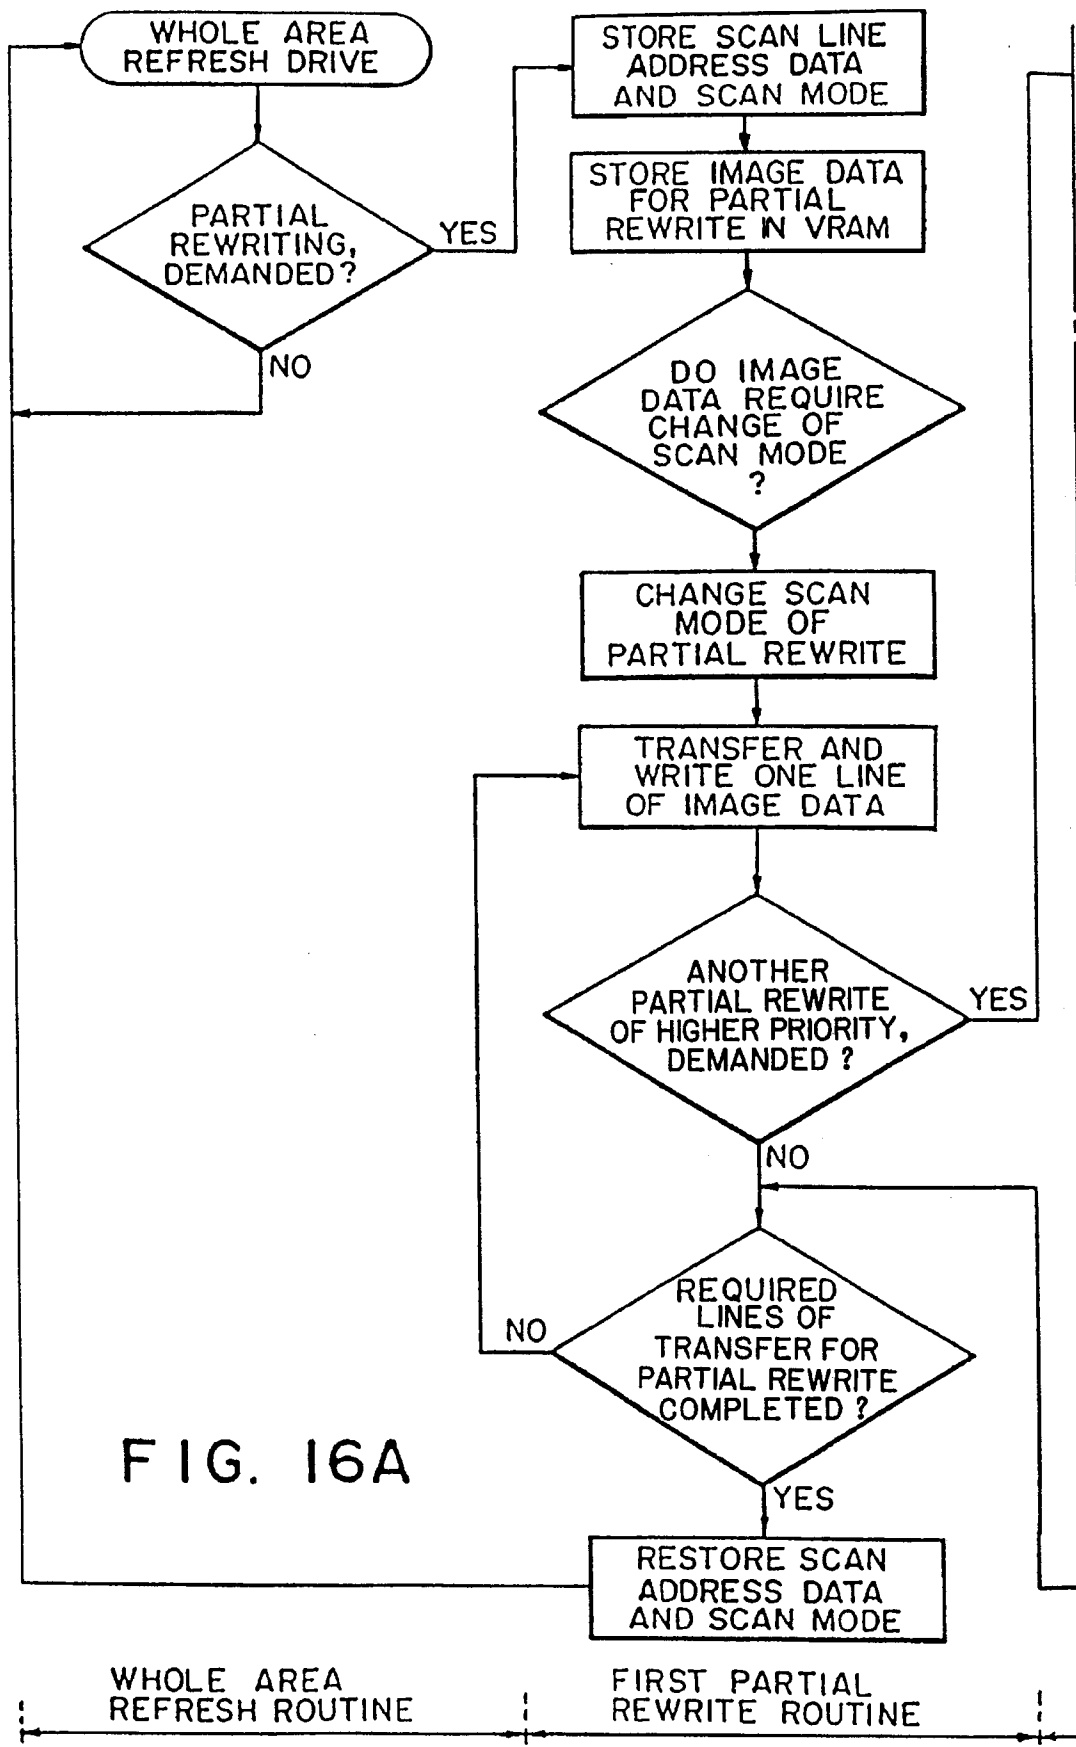 WHOLE AREA
REFRESH DRIVE
PARTIAL
REWRITING,
DEMANDED?
YES
NO
STORE SCAN LINE
ADDRESS DATA
AND SCAN MODE
STORE IMAGE DATA
FOR PARTIAL
REWRITE IN VRAM
DO IMAGE
DATA REQUIRE
CHANGE OF
SCAN MODE
?
CHANGE SCAN
MODE OF
PARTIAL REWRITE
TRANSFER AND
WRITE ONE LINE
OF IMAGE DATA
ANOTHER
PARTIAL REWRITE
OF HIGHER PRIORITY,
DEMANDED ?
YES
NO
REQUIRED
LINES OF
TRANSFER FOR
PARTIAL REWRITE
COMPLETED ?
NO
YES
RESTORE SCAN
ADDRESS DATA
AND SCAN MODE
FIG. 16A
WHOLE AREA
REFRESH ROUTINE
FIRST PARTIAL
REWRITE ROUTINE